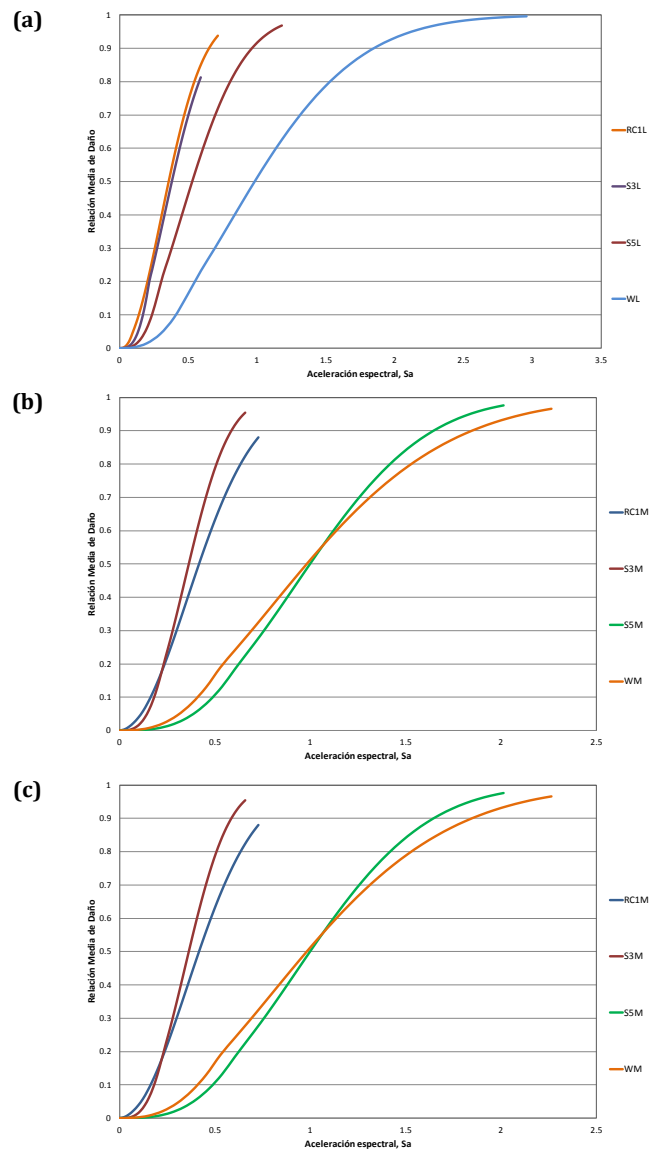 (a)
1
0.9
0.8
0.7
0.6
0.5
0.4
0.3
0.2
0.1
0
Relación Media de Daño
0 0.5 1 1.5 2 2.5 3 3.5
Aceleración espectral, Sa
RC1L
S3L
S5L
WL
(b)
1
0.9
0.8
0.7
0.6
0.5
0.4
0.3
0.2
0.1
0
Relación Media de Daño
0 0.5 1 1.5 2 2.5
Aceleración espectral, Sa
RC1M
S3M
S5M
WM
(c)
1
0.9
0.8
0.7
0.6
0.5
0.4
0.3
0.2
0.1
0
Relación Media de Daño
0 0.5 1 1.5 2 2.5
Aceleración espectral, Sa
RC1M
S3M
S5M
WM